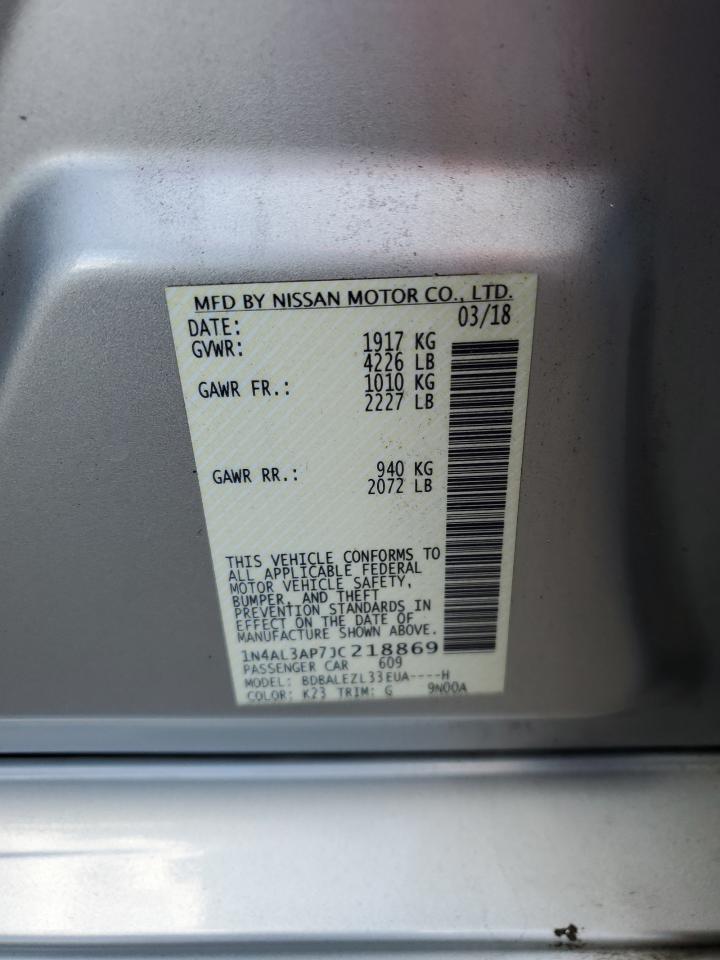 MFD BY NISSAN MOTOR CO., LTD.
DATE: 03/18
GVWR: 1917 KG
4226 LB
GAWR FR.: 1010 KG
2227 LB
GAWR RR.: 940 KG
2072 LB
THIS VEHICLE CONFORMS TO
ALL APPLICABLE FEDERAL
MOTOR VEHICLE SAFETY,
BUMPER, AND THEFT
PREVENTION STANDARDS IN
EFFECT ON THE DATE OF
MANUFACTURE SHOWN ABOVE.
1N4AL3AP7JC218869
PASSENGER CAR 609
MODEL: BDBALEZL33EUA----H
COLOR: K23 TRIM: G 9N00A